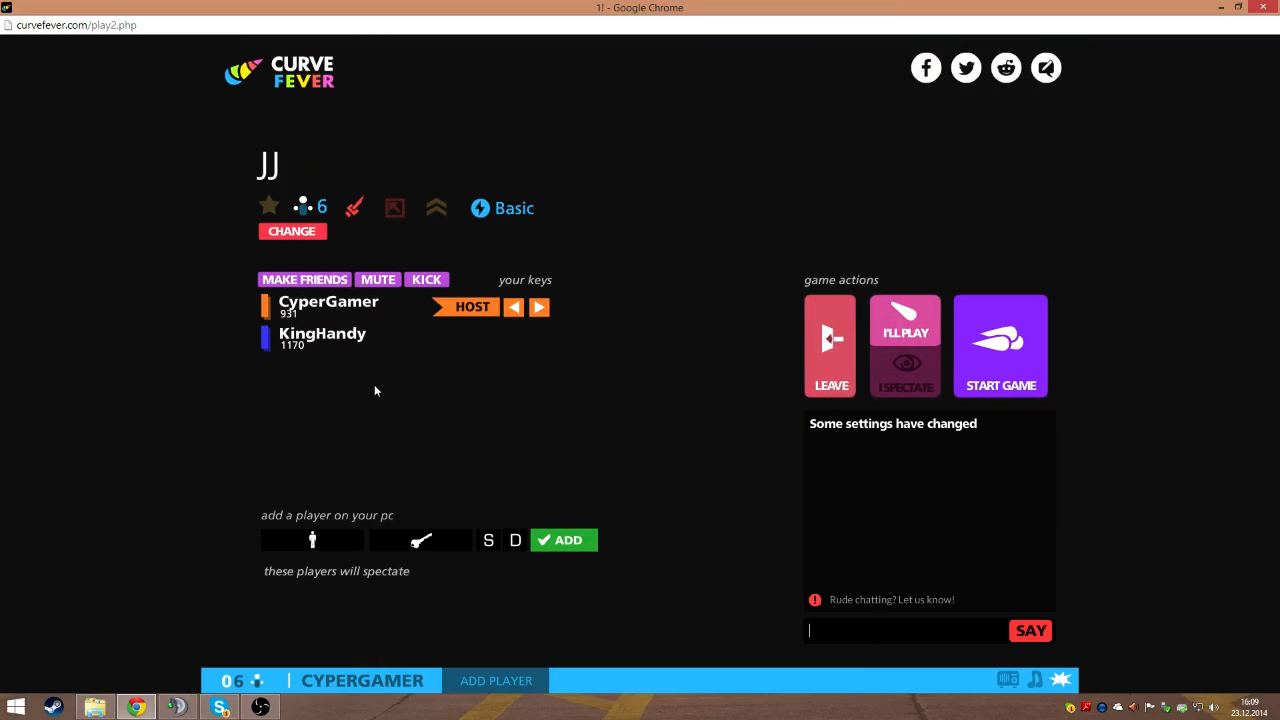 1! - Google Chrome
curvefever.com/play2.php
CURVE
FEVER
JJ
6
Basic
CHANGE
MAKE FRIENDS MUTE KICK your keys
CyperGamer
931
HOST
KingHandy
1170
game actions
LEAVE
I'LL PLAY
I SPECTATE
START GAME
Some settings have changed
add a player on your pc
S D ADD
these players will spectate
Rude chatting? Let us know!
SAY
06 CYPERGAMER ADD PLAYER
16:09
23.12.2014